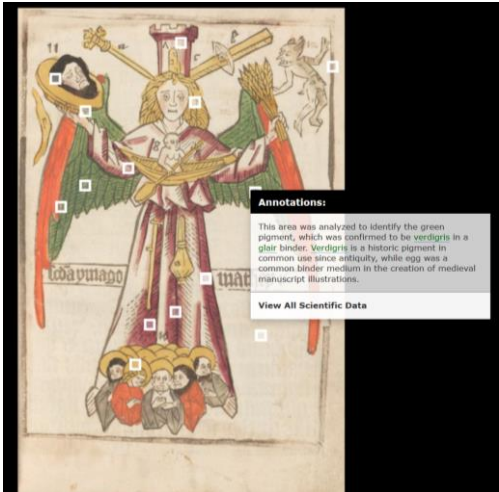 Annotations:
This area was analyzed to identify the green
pigment, which was confirmed to be verdigris in a
glair binder. Verdigris is a historic pigment in
common use since antiquity, while egg was a
common binder medium in the creation of medieval
manuscript illustrations.
View All Scientific Data